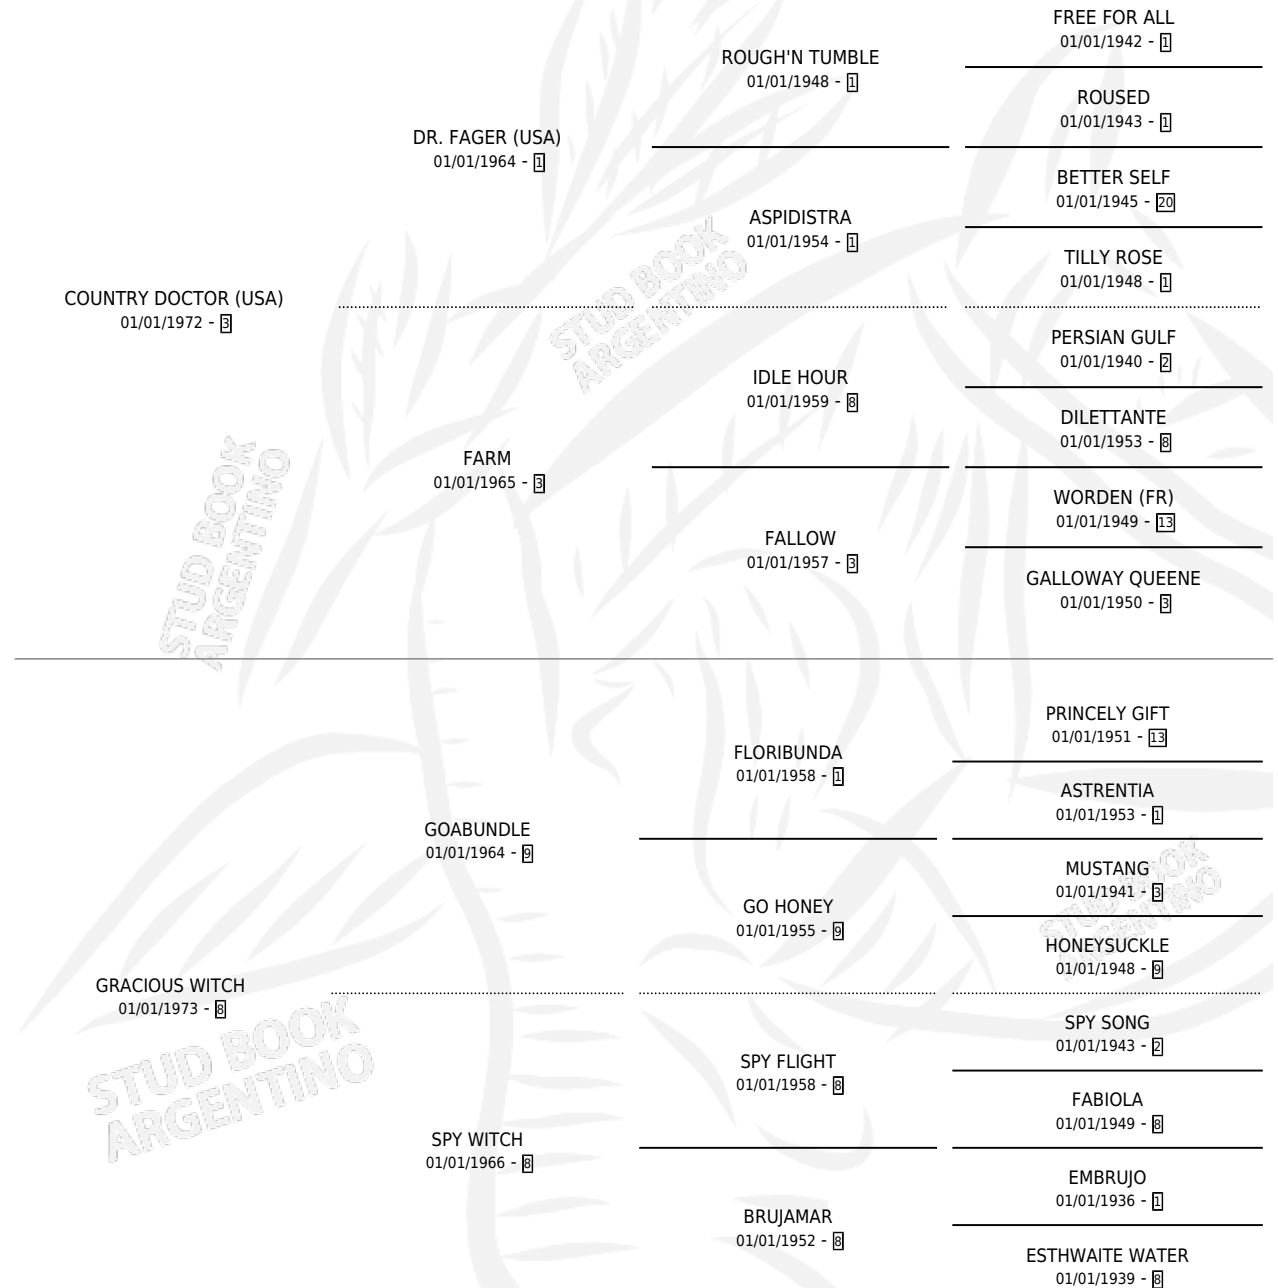 FREE FOR ALL
01/01/1942 - 1
ROUGH'N TUMBLE
01/01/1948 - 1
ROUSED
01/01/1943 - 1
DR. FAGER (USA)
01/01/1964 - 1
BETTER SELF
01/01/1945 - 20
ASPIDISTRA
01/01/1954 - 1
TILLY ROSE
01/01/1948 - 1
COUNTRY DOCTOR (USA)
01/01/1972 - 3
PERSIAN GULF
01/01/1940 - 2
IDLE HOUR
01/01/1959 - 8
DILETTANTE
01/01/1953 - 8
FARM
01/01/1965 - 3
WORDEN (FR)
01/01/1949 - 13
FALLOW
01/01/1957 - 3
GALLOWAY QUEENE
01/01/1950 - 3
PRINCELY GIFT
01/01/1951 - 13
FLORIBUNDA
01/01/1958 - 1
ASTRENTIA
01/01/1953 - 1
GOABUNDLE
01/01/1964 - 9
MUSTANG
01/01/1941 - 3
GO HONEY
01/01/1955 - 9
HONEYSUCKLE
01/01/1948 - 9
GRACIOUS WITCH
01/01/1973 - 8
SPY SONG
01/01/1943 - 2
SPY FLIGHT
01/01/1958 - 8
FABIOLA
01/01/1949 - 8
SPY WITCH
01/01/1966 - 8
EMBRUJO
01/01/1936 - 1
BRUJAMAR
01/01/1952 - 8
ESTHWAITE WATER
01/01/1939 - 8
STUD BOOK
ARGENTINO
STUD BOOK
ARGENTINO
STUD BOOK
ARGENTINO
STUD BOOK
ARGENTINO